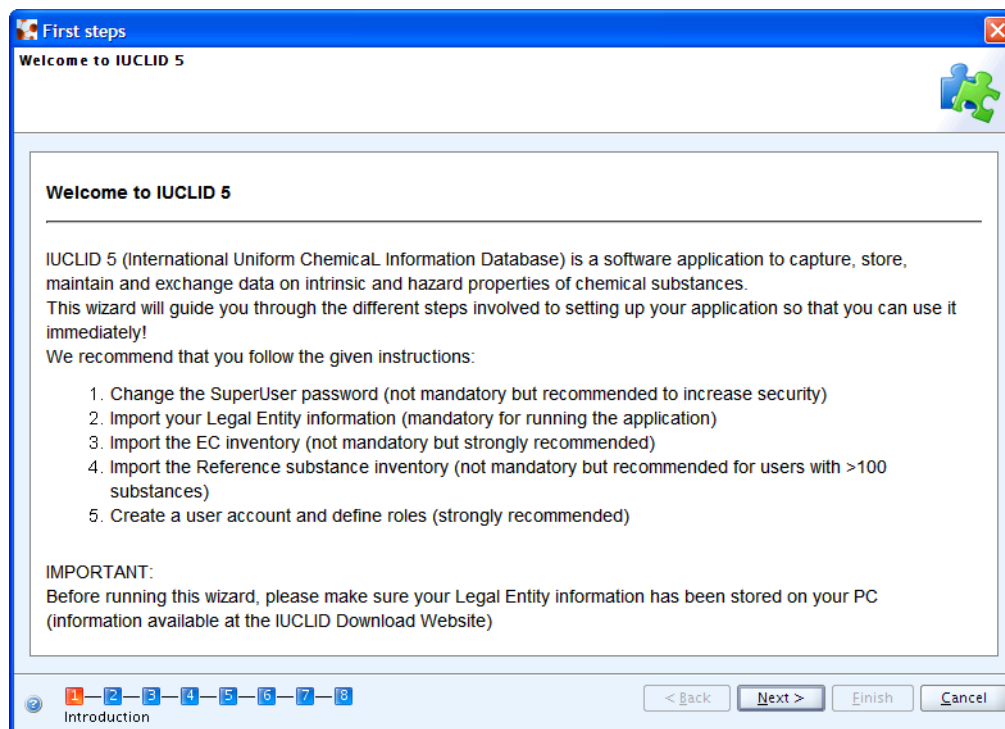 First steps
Welcome to IUCLID 5
Welcome to IUCLID 5
IUCLID 5 (International Uniform ChemicaL Information Database) is a software application to capture, store,
maintain and exchange data on intrinsic and hazard properties of chemical substances.
This wizard will guide you through the different steps involved to setting up your application so that you can use it
immediately!
We recommend that you follow the given instructions:
1. Change the SuperUser password (not mandatory but recommended to increase security)
2. Import your Legal Entity information (mandatory for running the application)
3. Import the EC inventory (not mandatory but strongly recommended)
4. Import the Reference substance inventory (not mandatory but recommended for users with >100
substances)
5. Create a user account and define roles (strongly recommended)
IMPORTANT:
Before running this wizard, please make sure your Legal Entity information has been stored on your PC
(information available at the IUCLID Download Website)
? 1 2 3 4 5 6 7 8 < Back Next > Finish Cancel
Introduction